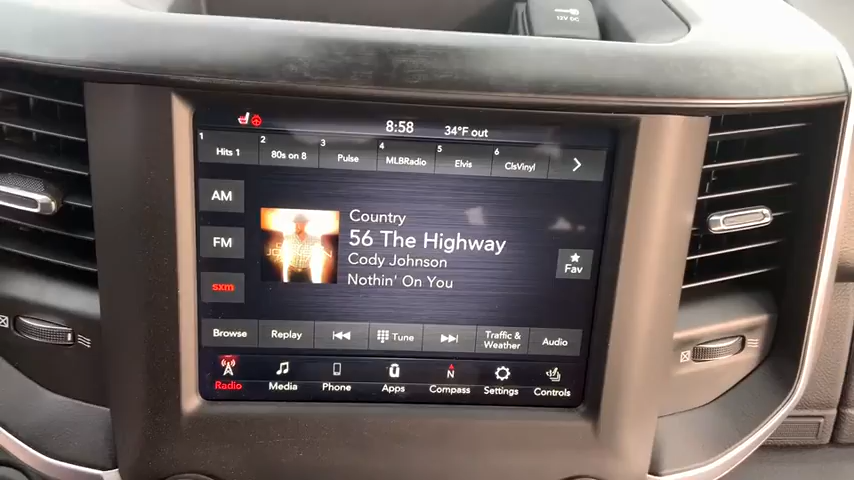 12V DC
8:58 34°F out
1 Hits 1 2 80s on 8 3 Pulse 4 MLBRadio 5 Elvis 6 ClsVinyl
AM
FM
sxm
Country
56 The Highway
Cody Johnson
Nothin' On You
Fav
Browse Replay Tune Traffic & Weather Audio
N
Radio Media Phone Apps Compass Settings Controls